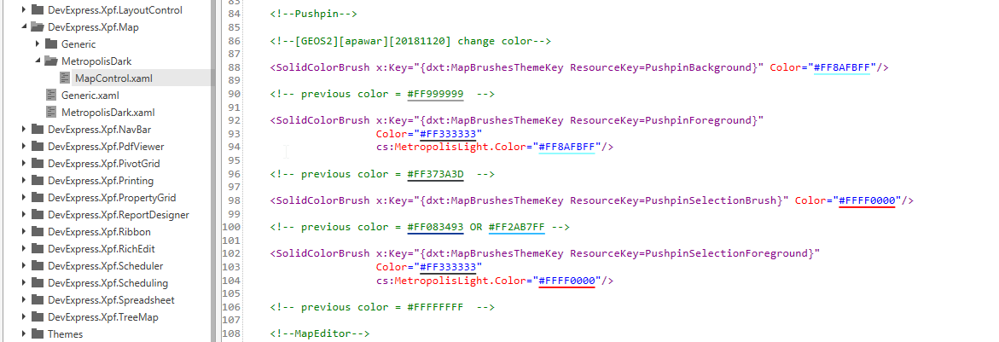 DevExpress.Xpf.LayoutControl
DevExpress.Xpf.Map
Generic
MetropolisDark
MapControl.xaml
Generic.xaml
MetropolisDark.xaml
DevExpress.Xpf.NavBar
DevExpress.Xpf.PdfViewer
DevExpress.Xpf.PivotGrid
DevExpress.Xpf.Printing
DevExpress.Xpf.PropertyGrid
DevExpress.Xpf.ReportDesigner
DevExpress.Xpf.Ribbon
DevExpress.Xpf.RichEdit
DevExpress.Xpf.Scheduler
DevExpress.Xpf.Scheduling
DevExpress.Xpf.Spreadsheet
DevExpress.Xpf.TreeMap
Themes
83
84 <!--Pushpin-->
85
86 <!--[GEOS2][apawar][20181120] change color-->
87
88 <SolidColorBrush x:Key="{dxt:MapBrushesThemeKey ResourceKey=PushpinBackground}" Color="#FF8AFBFF"/>
89
90 <!-- previous color = #FF999999 -->
91
92 <SolidColorBrush x:Key="{dxt:MapBrushesThemeKey ResourceKey=PushpinForeground}"
93 Color="#FF333333"
94 cs:MetropolisLight.Color="#FF8AFBFF"/>
95
96 <!-- previous color = #FF373A3D -->
97
98 <SolidColorBrush x:Key="{dxt:MapBrushesThemeKey ResourceKey=PushpinSelectionBrush}" Color="#FFFF0000"/>
99
100 <!-- previous color = #FF083493 OR #FF2AB7FF -->
101
102 <SolidColorBrush x:Key="{dxt:MapBrushesThemeKey ResourceKey=PushpinSelectionForeground}"
103 Color="#FF333333"
104 cs:MetropolisLight.Color="#FFFF0000"/>
105
106 <!-- previous color = #FFFFFFFF -->
107
108 <!--MapEditor-->